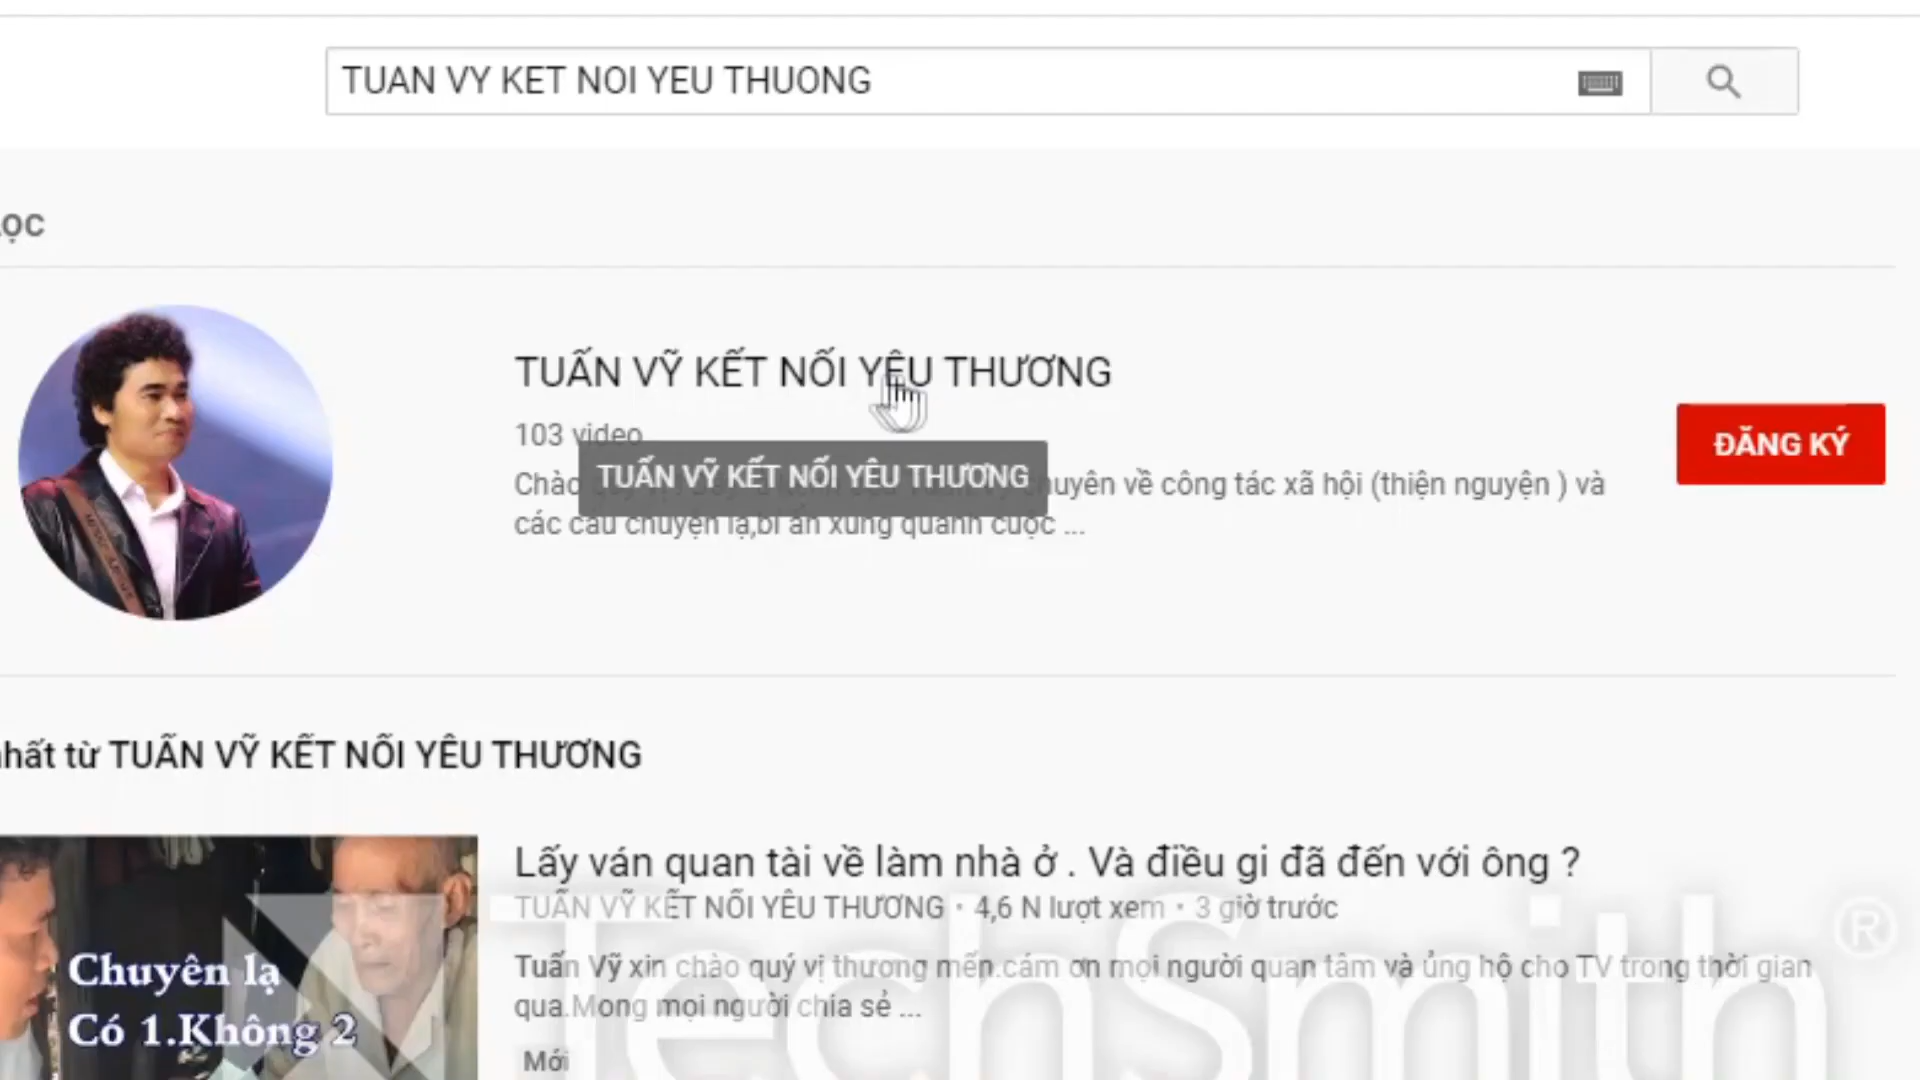 TUAN VY KET NOI YEU THUONG
ọc
TUẤN VỸ KẾT NỐI YÊU THƯƠNG
103 video
TUẤN VỸ KẾT NỐI YÊU THƯƠNG
Chào huyên về công tác xã hội (thiện nguyện ) và
các câu chuyện lạ,bí ẩn xung quanh cuộc ...
ĐĂNG KÝ
nhất từ TUẤN VỸ KẾT NỐI YÊU THƯƠNG
Lấy ván quan tài về làm nhà ở . Và điều gi đã đến với ông ?
TUẤN VỸ KẾT NỐI YÊU THƯƠNG • 4,6 N lượt xem • 3 giờ trước
Tuấn Vỹ xin chào quý vị thương mến.cám ơn mọi người quan tâm và ủng hộ cho TV trong thời gian
qua.Mong mọi người chia sẻ ...
Mới
Chuyên lạ
Có 1.Không 2
TechSmith®